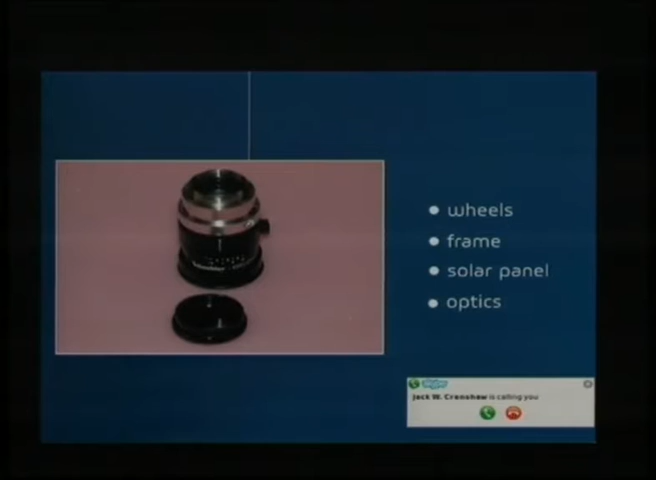 wheels
frame
solar panel
optics
skype
Jack W. Crenshaw is calling you